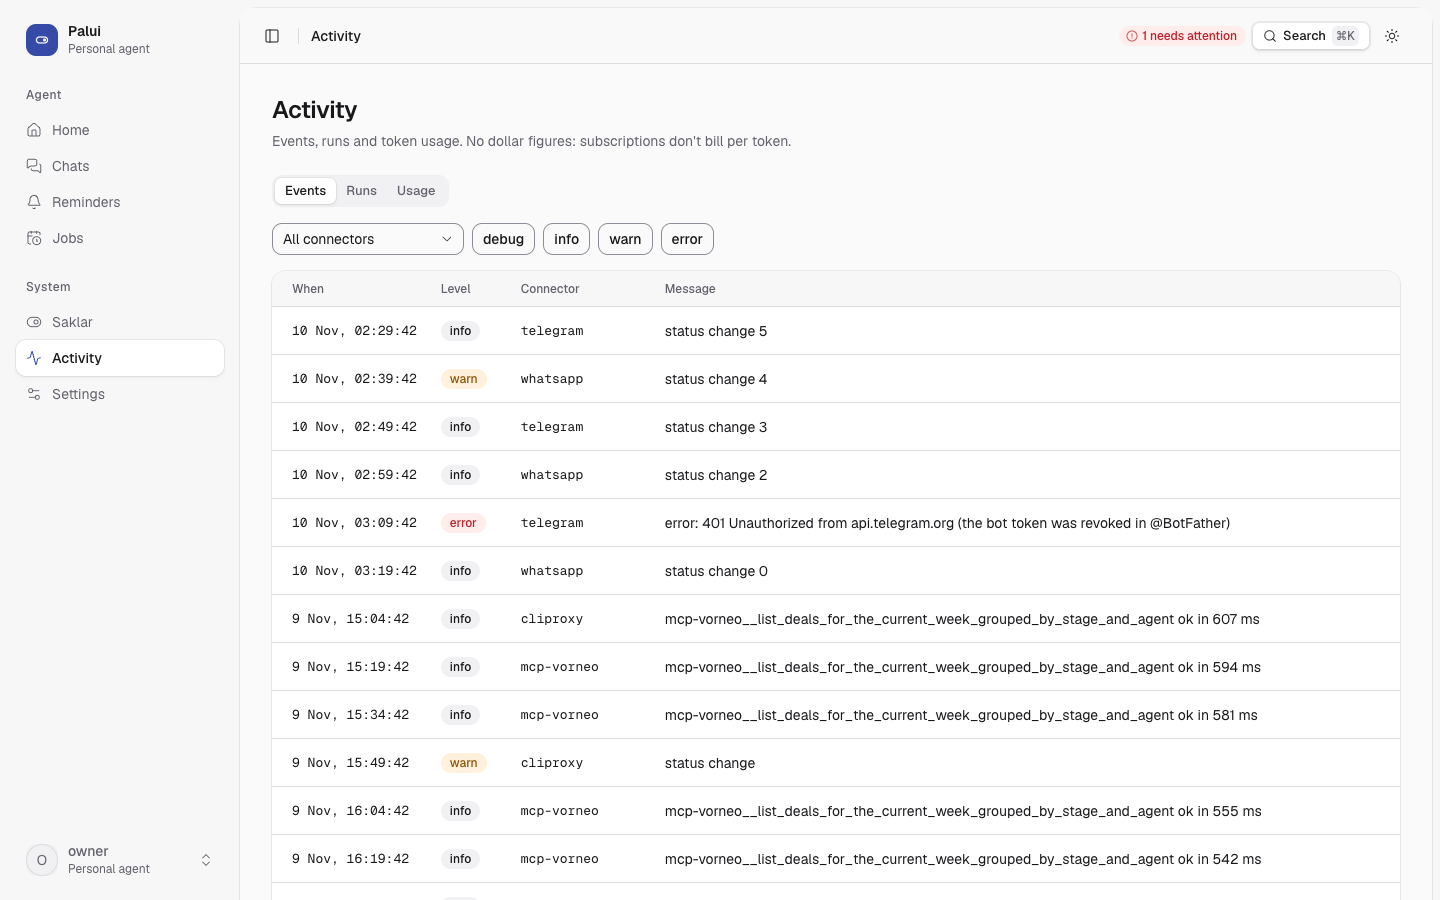 Palui
Personal agent
Agent
Home
Chats
Reminders
Jobs
System
Saklar
Activity
Settings
O
owner
Personal agent
Activity
1 needs attention
Search ⌘K
Activity
Events, runs and token usage. No dollar figures: subscriptions don't bill per token.
Events Runs Usage
All connectors debug info warn error
When Level Connector Message
10 Nov, 02:29:42 info telegram status change 5
10 Nov, 02:39:42 warn whatsapp status change 4
10 Nov, 02:49:42 info telegram status change 3
10 Nov, 02:59:42 info whatsapp status change 2
10 Nov, 03:09:42 error telegram error: 401 Unauthorized from api.telegram.org (the bot token was revoked in @BotFather)
10 Nov, 03:19:42 info whatsapp status change 0
9 Nov, 15:04:42 info cliproxy mcp-vorneo__list_deals_for_the_current_week_grouped_by_stage_and_agent ok in 607 ms
9 Nov, 15:19:42 info mcp-vorneo mcp-vorneo__list_deals_for_the_current_week_grouped_by_stage_and_agent ok in 594 ms
9 Nov, 15:34:42 info mcp-vorneo mcp-vorneo__list_deals_for_the_current_week_grouped_by_stage_and_agent ok in 581 ms
9 Nov, 15:49:42 warn cliproxy status change
9 Nov, 16:04:42 info mcp-vorneo mcp-vorneo__list_deals_for_the_current_week_grouped_by_stage_and_agent ok in 555 ms
9 Nov, 16:19:42 info mcp-vorneo mcp-vorneo__list_deals_for_the_current_week_grouped_by_stage_and_agent ok in 542 ms